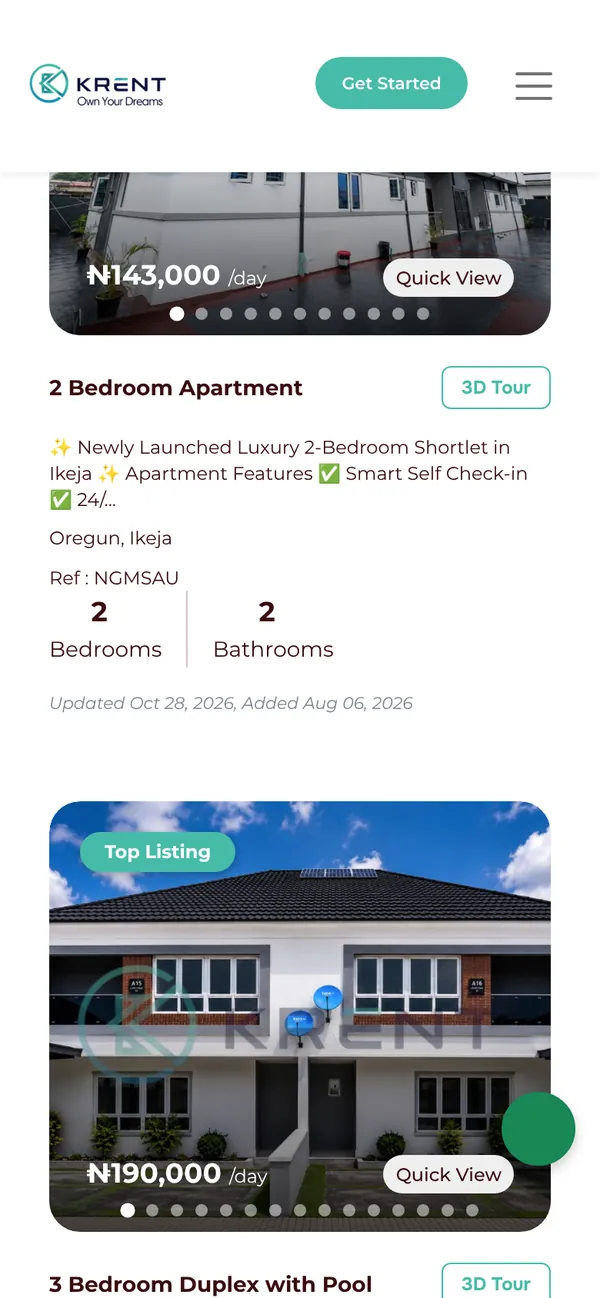 KRENT
Own Your Dreams
Get Started
₦143,000 /day
Quick View
2 Bedroom Apartment
3D Tour
✨ Newly Launched Luxury 2-Bedroom Shortlet in
Ikeja ✨ Apartment Features ✅ Smart Self Check-in
✅ 24/...
Oregun, Ikeja
Ref : NGMSAU
2
Bedrooms
2
Bathrooms
Updated Oct 28, 2026, Added Aug 06, 2026
Top Listing
A15
A16
KRENT
₦190,000 /day
Quick View
3 Bedroom Duplex with Pool
3D Tour